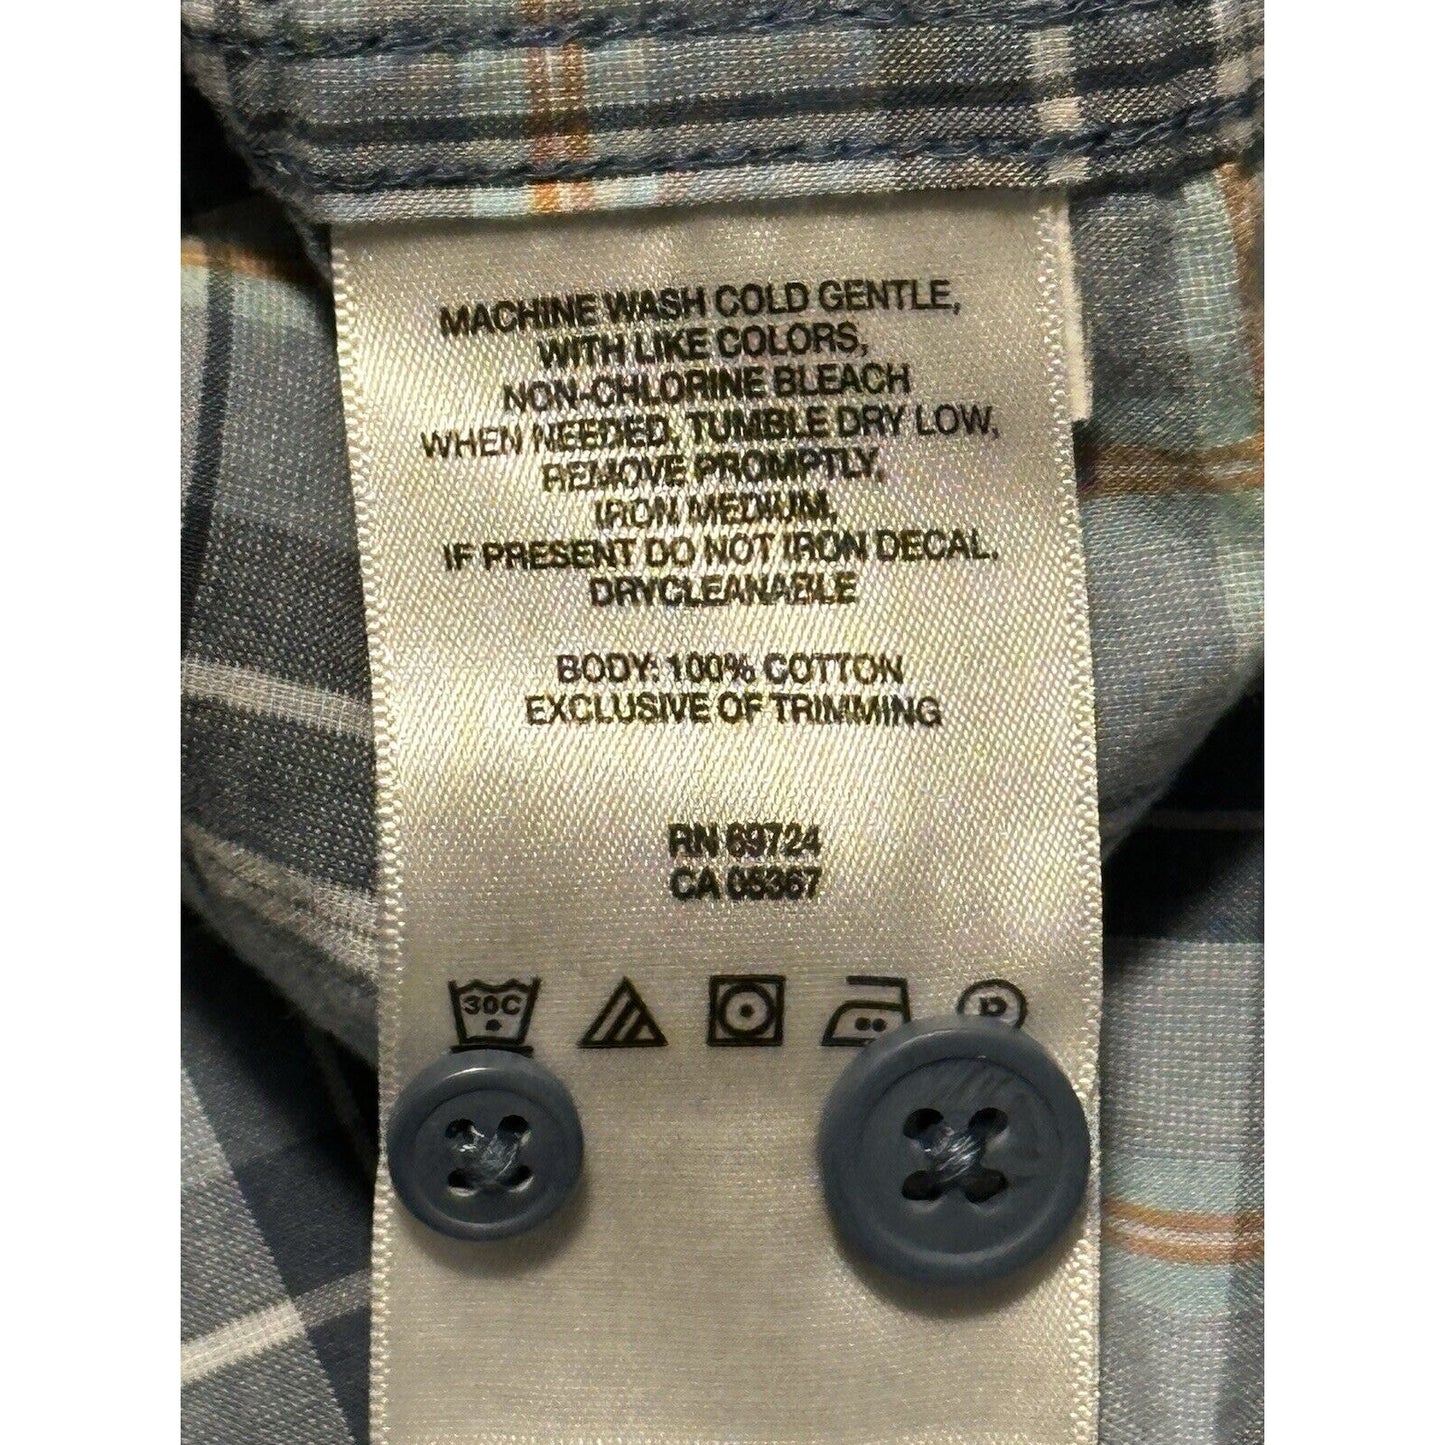 MACHINE WASH COLD GENTLE,
WITH LIKE COLORS,
NON-CHLORINE BLEACH
WHEN NEEDED, TUMBLE DRY LOW,
REMOVE PROMPTLY,
IRON MEDIUM,
IF PRESENT DO NOT IRON DECAL.
DRYCLEANABLE
BODY: 100% COTTON
EXCLUSIVE OF TRIMMING
RN 69724
CA 05367
30C P